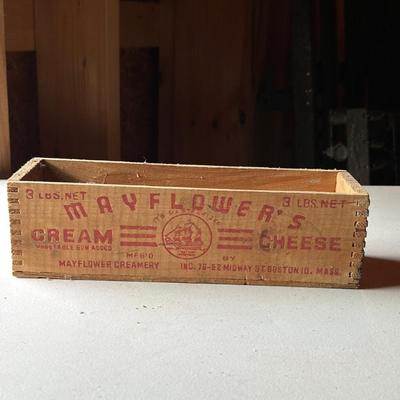 3 LBS. NET 3 LBS. NET
MAYFLOWER'S
CREAM CHEESE
VEGETABLE GUM ADDED
MFR'D BY
MAYFLOWER CREAMERY INC. 76-82 MIDWAY ST. BOSTON 10, MASS.